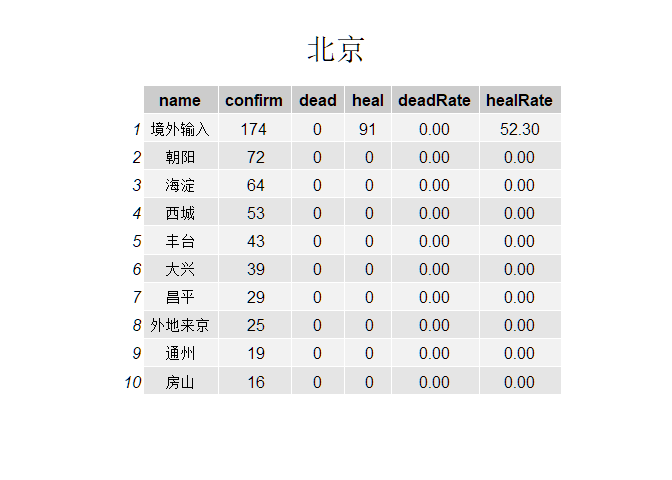 北京
name confirm dead heal deadRate healRate
1 境外输入 174 0 91 0.00 52.30
2 朝阳 72 0 0 0.00 0.00
3 海淀 64 0 0 0.00 0.00
4 西城 53 0 0 0.00 0.00
5 丰台 43 0 0 0.00 0.00
6 大兴 39 0 0 0.00 0.00
7 昌平 29 0 0 0.00 0.00
8 外地来京 25 0 0 0.00 0.00
9 通州 19 0 0 0.00 0.00
10 房山 16 0 0 0.00 0.00